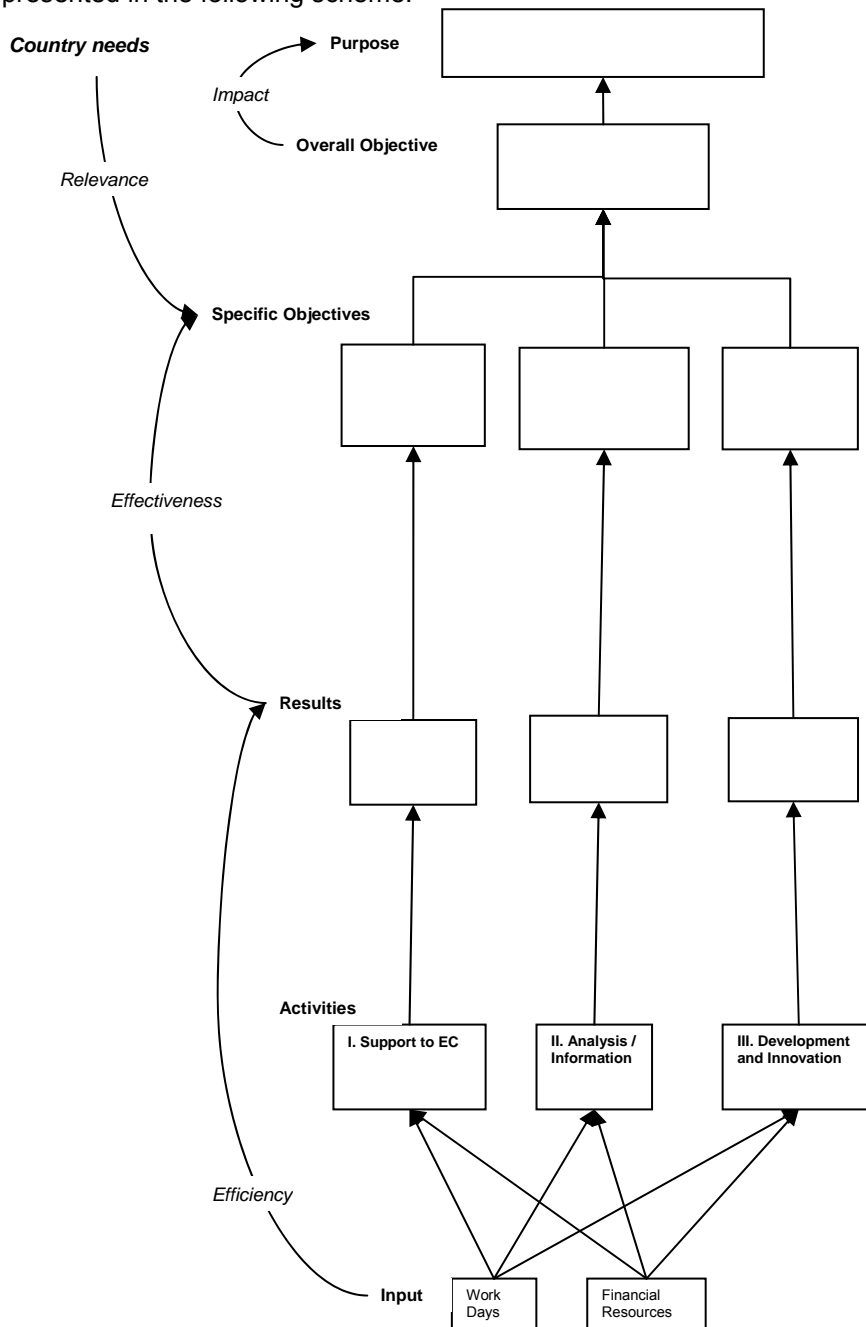 presented in the following scheme:
Country needs
Purpose
Impact
Overall Objective
Relevance
Specific Objectives
Effectiveness
Results
Activities
I. Support to EC
II. Analysis /
Information
III. Development
and Innovation
Efficiency
Input
Work
Days
Financial
Resources